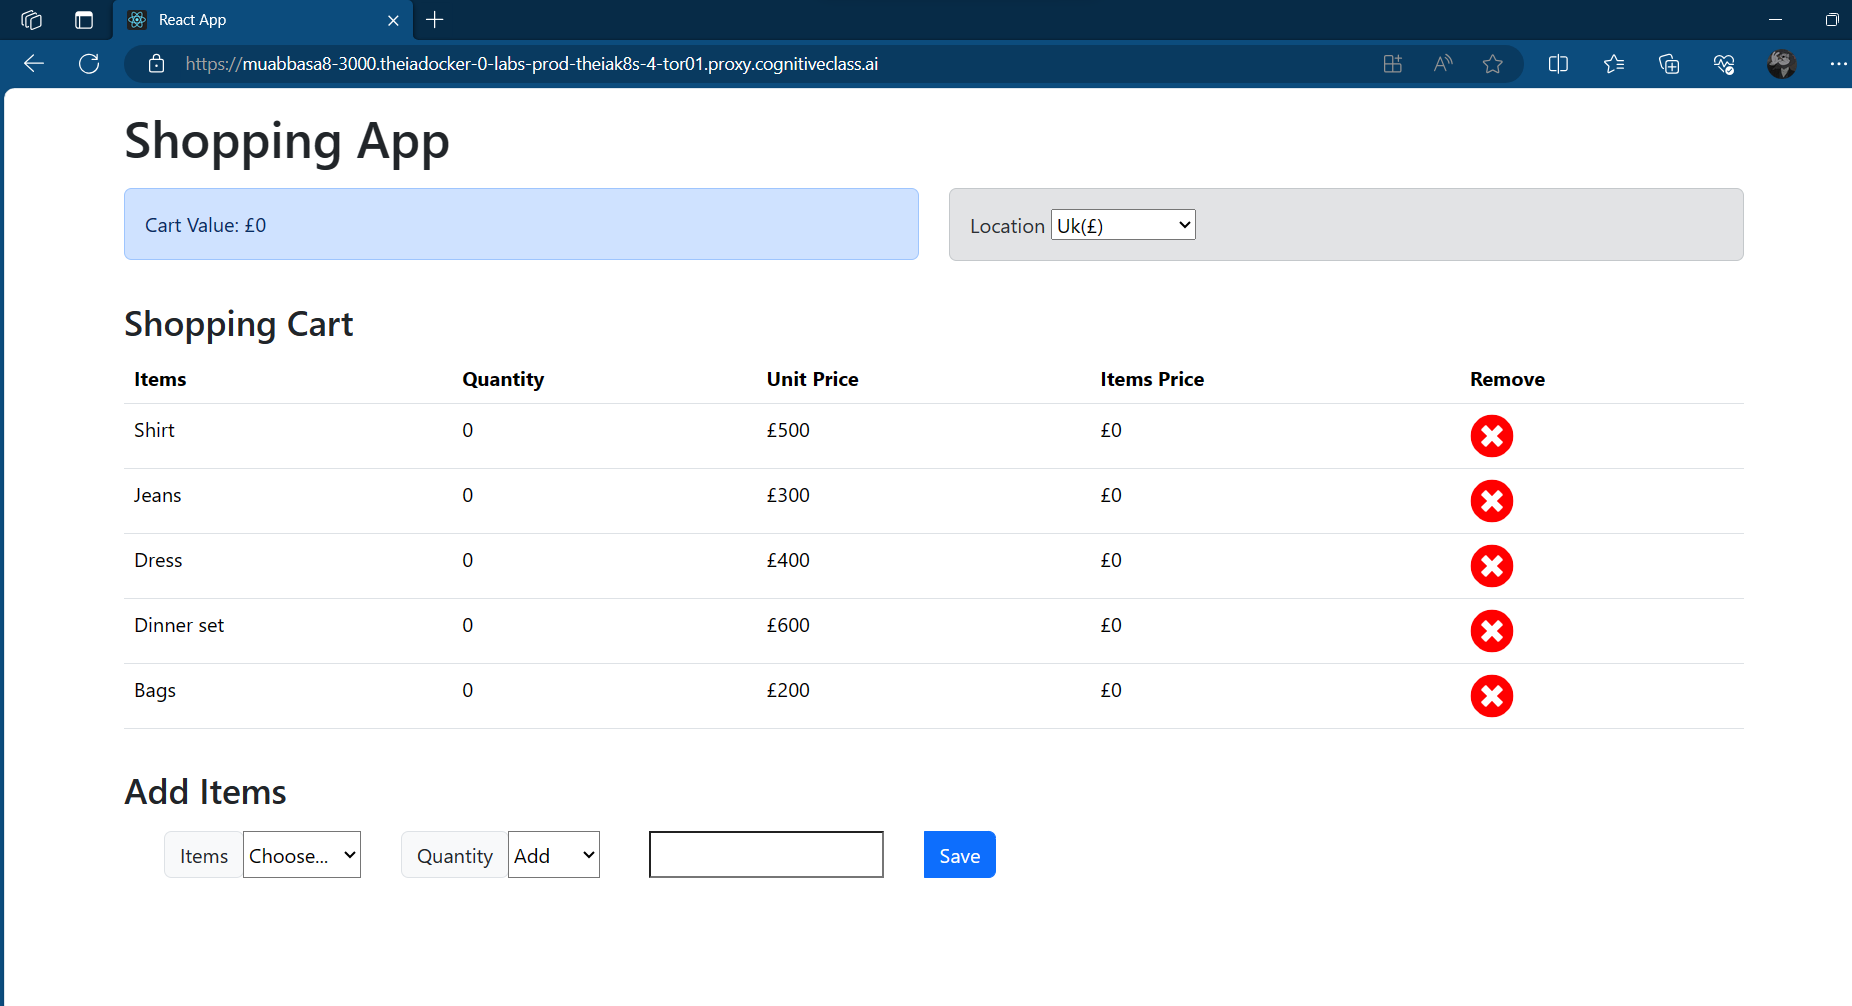 React App
https://muabbasa8-3000.theiadocker-0-labs-prod-theiak8s-4-tor01.proxy.cognitiveclass.ai
Shopping App
Cart Value: £0
Location Uk(£)
Shopping Cart
Items Quantity Unit Price Items Price Remove
Shirt 0 £500 £0
Jeans 0 £300 £0
Dress 0 £400 £0
Dinner set 0 £600 £0
Bags 0 £200 £0
Add Items
Items Choose... Quantity Add Save